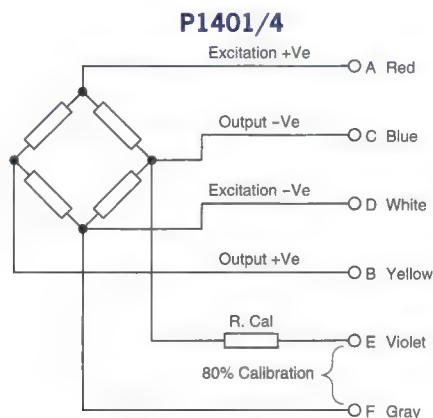 P1401/4
Excitation +Ve
A Red
Output –Ve
C Blue
Excitation –Ve
D White
Output +Ve
B Yellow
R. Cal
E Violet
80% Calibration
F Gray